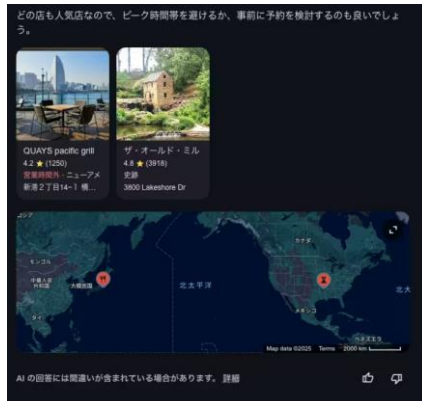 どの店も人気店なので、ピーク時間帯を避けるか、事前に予約を検討するのも良いでしょ
う。
QUAYS pacific grill
4.2 ★ (1250)
営業時間外・ニューアメ
新港2丁目14−1 横...
ザ・オールド・ミル
4.8 ★ (3918)
史跡
3800 Lakeshore Dr
ロシア
カナダ
モンゴル
中華人民
共和国
大韓民国
北太平洋
北大
メキシコ
タイ
ベネズエラ
Map data ©2025 Terms 2000 km
AI の回答には間違いが含まれている場合があります。 詳細